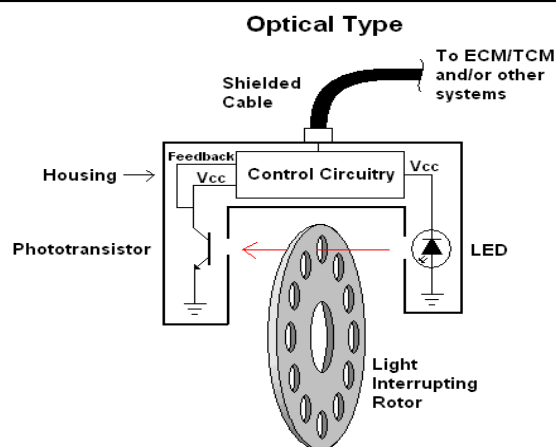 Optical Type
To ECM/TCM
and/or other
systems
Shielded
Cable
Feedback
Vcc
Control Circuitry
Vcc
Housing
Phototransistor
LED
Light
Interrupting
Rotor